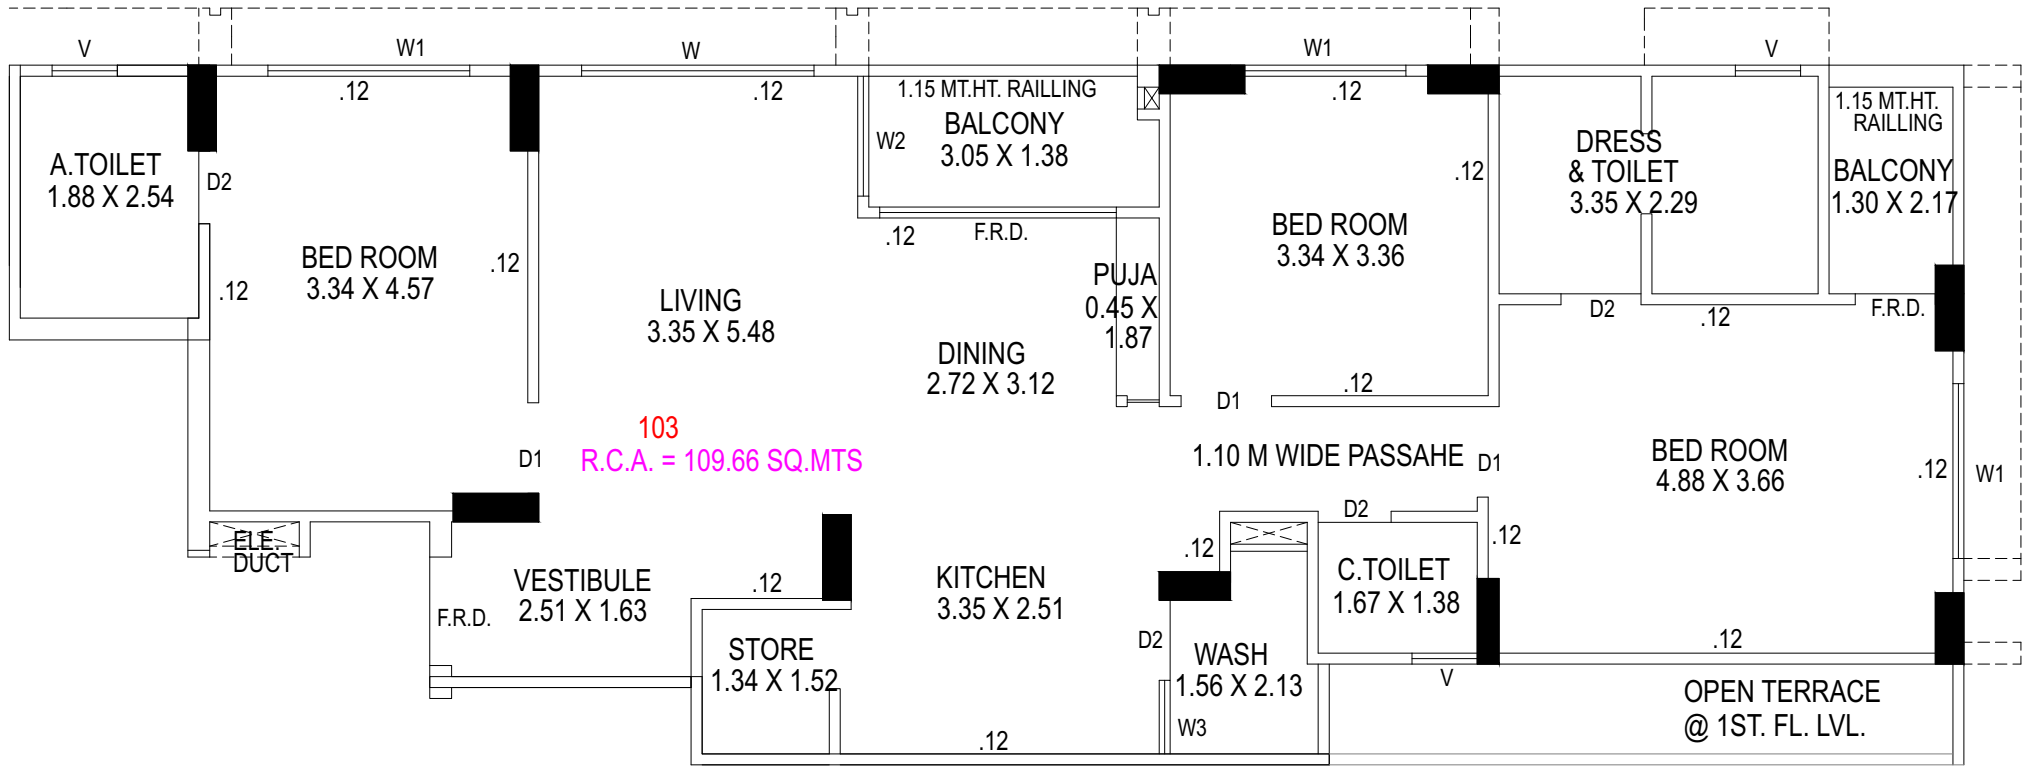 V
W1
W
W1
V
.12
.12
1.15 MT.HT. RAILLING
BALCONY
3.05 X 1.38
W2
.12
1.15 MT.HT.
RAILLING
BALCONY
1.30 X 2.17
DRESS
& TOILET
3.35 X 2.29
.12
A.TOILET
1.88 X 2.54
D2
BED ROOM
3.34 X 4.57
.12
.12
LIVING
3.35 X 5.48
.12
F.R.D.
PUJA
0.45 X
1.87
BED ROOM
3.34 X 3.36
D2
.12
F.R.D.
DINING
2.72 X 3.12
.12
D1
103
R.C.A. = 109.66 SQ.MTS
D1
1.10 M WIDE PASSAHE
D1
BED ROOM
4.88 X 3.66
.12
W1
D2
ELE.
DUCT
VESTIBULE
2.51 X 1.63
F.R.D.
.12
KITCHEN
3.35 X 2.51
.12
C.TOILET
1.67 X 1.38
.12
STORE
1.34 X 1.52
D2
WASH
1.56 X 2.13
W3
V
.12
.12
OPEN TERRACE
@ 1ST. FL. LVL.